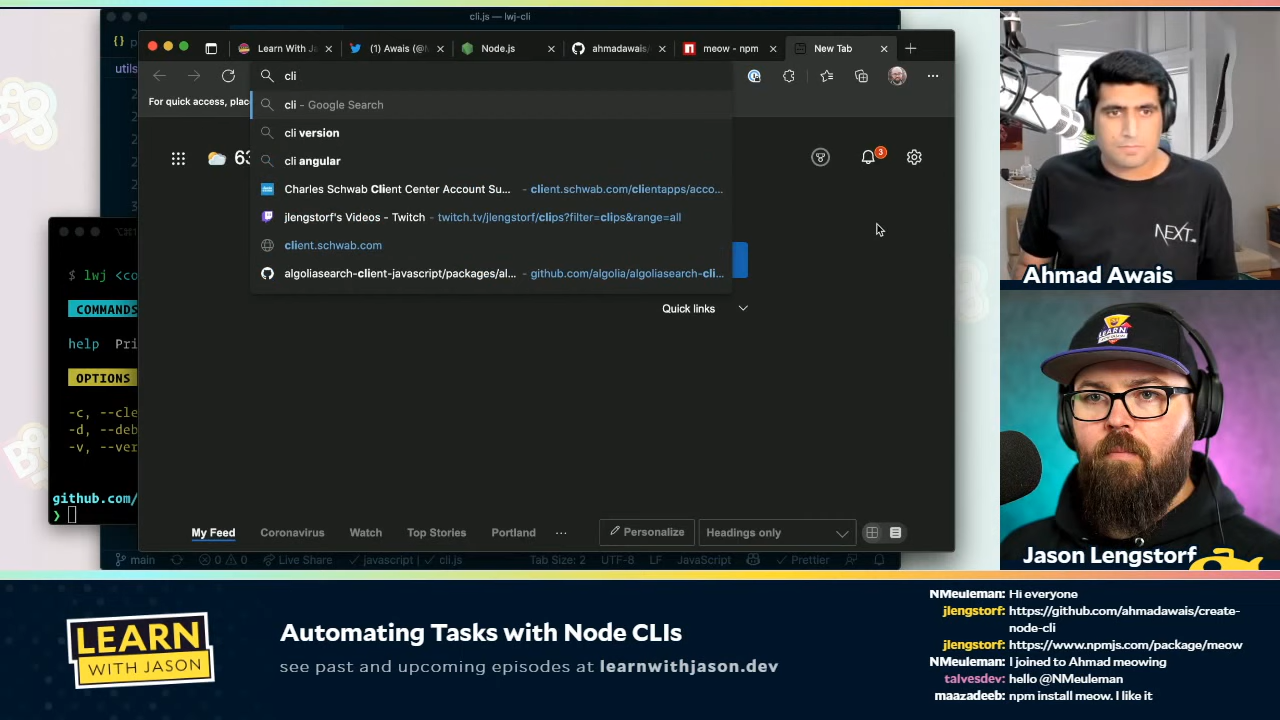 cli.js — lwj-cli
Learn With Ja
(1) Awais (@
Node.js
ahmadawais/
meow - npm
New Tab
utils
cli
For quick access, plac
cli - Google Search
cli version
cli angular
Charles Schwab Client Center Account Su... - client.schwab.com/clientapps/acco...
jlengstorf's Videos - Twitch - twitch.tv/jlengstorf/clips?filter=clips&range=all
client.schwab.com
algoliasearch-client-javascript/packages/al... - github.com/algolia/algoliasearch-cli...
63
3
Quick links
$ lwj <co
COMMANDS
help Pri
OPTIONS
-c, --cle
-d, --deb
-v, --ver
github.com/
❯
My Feed
Coronavirus
Watch
Top Stories
Portland
...
Personalize
Headings only
main
0 0
Live Share
javascript
cli.js
Tab Size: 2
UTF-8
LF
JavaScript
Prettier
NEXT.
Ahmad Awais
LEARN
Jason Lengstorf
LEARN
WITH JASON
Automating Tasks with Node CLIs
see past and upcoming episodes at learnwithjason.dev
NMeuleman: Hi everyone
jlengstorf: https://github.com/ahmadawais/create-
node-cli
jlengstorf: https://www.npmjs.com/package/meow
NMeuleman: I joined to Ahmad meowing
talvesdev: hello @NMeuleman
maazadeeb: npm install meow. I like it